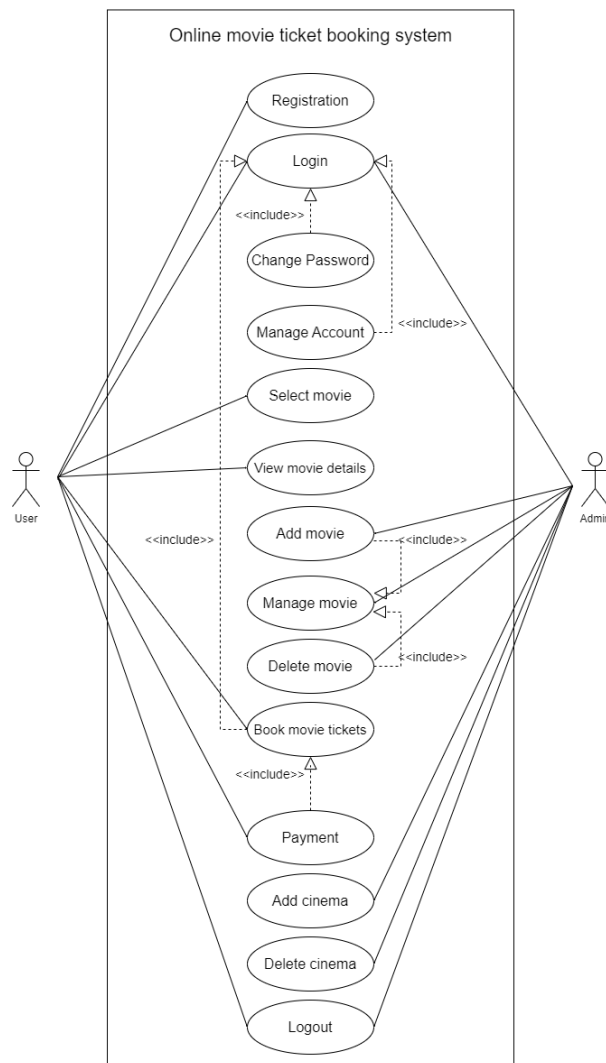 Online movie ticket booking system
Registration
Login
<<include>>
Change Password
Manage Account
<<include>>
Select movie
View movie details
User
Admin
Add movie
<<include>>
<<include>>
Manage movie
Delete movie
<<include>>
Book movie tickets
<<include>>
Payment
Add cinema
Delete cinema
Logout